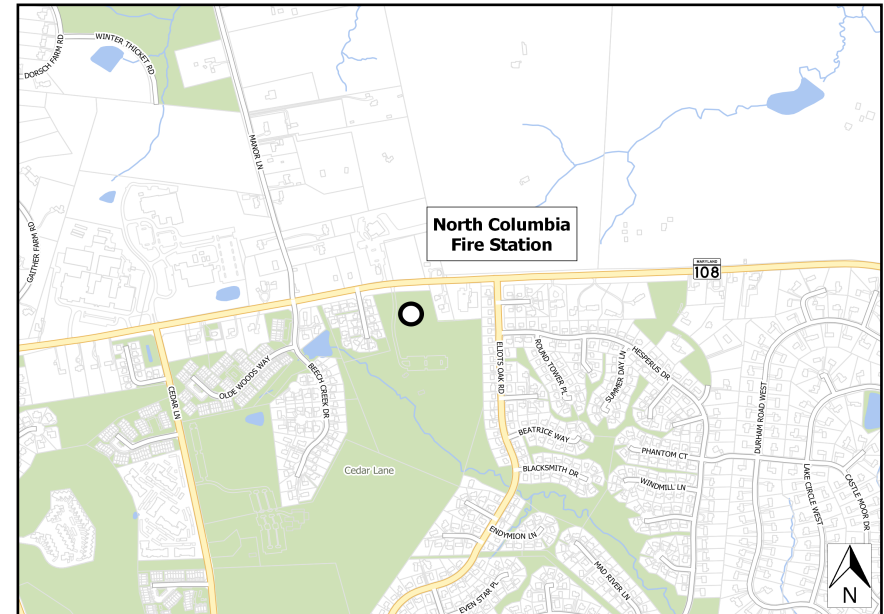 WINTER THICKET RD
DORSCH FARM RD
MANOR LN
GAITHER FARM RD
North Columbia
Fire Station
MARYLAND
108
CEDAR LN
OLDE WOODS WAY
BEECH CREEK DR
ELIOTS OAK RD
ROUND TOWER PL
SUMMER DAY LN
HESPERUS DR
DURHAM ROAD WEST
BEATRICE WAY
PHANTOM CT
BLACKSMITH DR
WINDMILL LN
LAKE CIRCLE WEST
CASTLE MOOR DR
Cedar Lane
ENDYMION LN
MAD RIVER LN
EVEN STAR PL
N